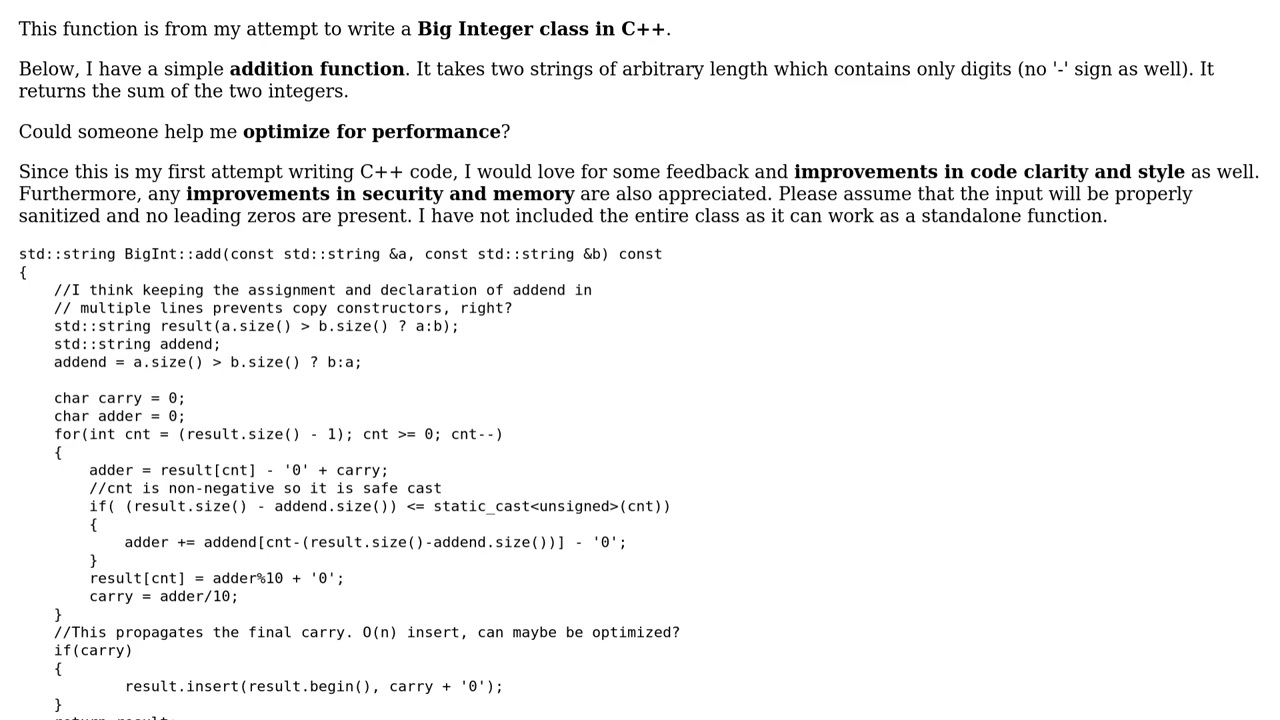 This function is from my attempt to write a Big Integer class in C++.
Below, I have a simple addition function. It takes two strings of arbitrary length which contains only digits (no '-' sign as well). It
returns the sum of the two integers.
Could someone help me optimize for performance?
Since this is my first attempt writing C++ code, I would love for some feedback and improvements in code clarity and style as well.
Furthermore, any improvements in security and memory are also appreciated. Please assume that the input will be properly
sanitized and no leading zeros are present. I have not included the entire class as it can work as a standalone function.
std::string BigInt::add(const std::string &a, const std::string &b) const
{
    //I think keeping the assignment and declaration of addend in
    // multiple lines prevents copy constructors, right?
    std::string result(a.size() > b.size() ? a:b);
    std::string addend;
    addend = a.size() > b.size() ? b:a;
    char carry = 0;
    char adder = 0;
    for(int cnt = (result.size() - 1); cnt >= 0; cnt--)
    {
        adder = result[cnt] - '0' + carry;
        //cnt is non-negative so it is safe cast
        if( (result.size() - addend.size()) <= static_cast<unsigned>(cnt))
        {
            adder += addend[cnt-(result.size()-addend.size())] - '0';
        }
        result[cnt] = adder%10 + '0';
        carry = adder/10;
    }
    //This propagates the final carry. O(n) insert, can maybe be optimized?
    if(carry)
    {
            result.insert(result.begin(), carry + '0');
    }